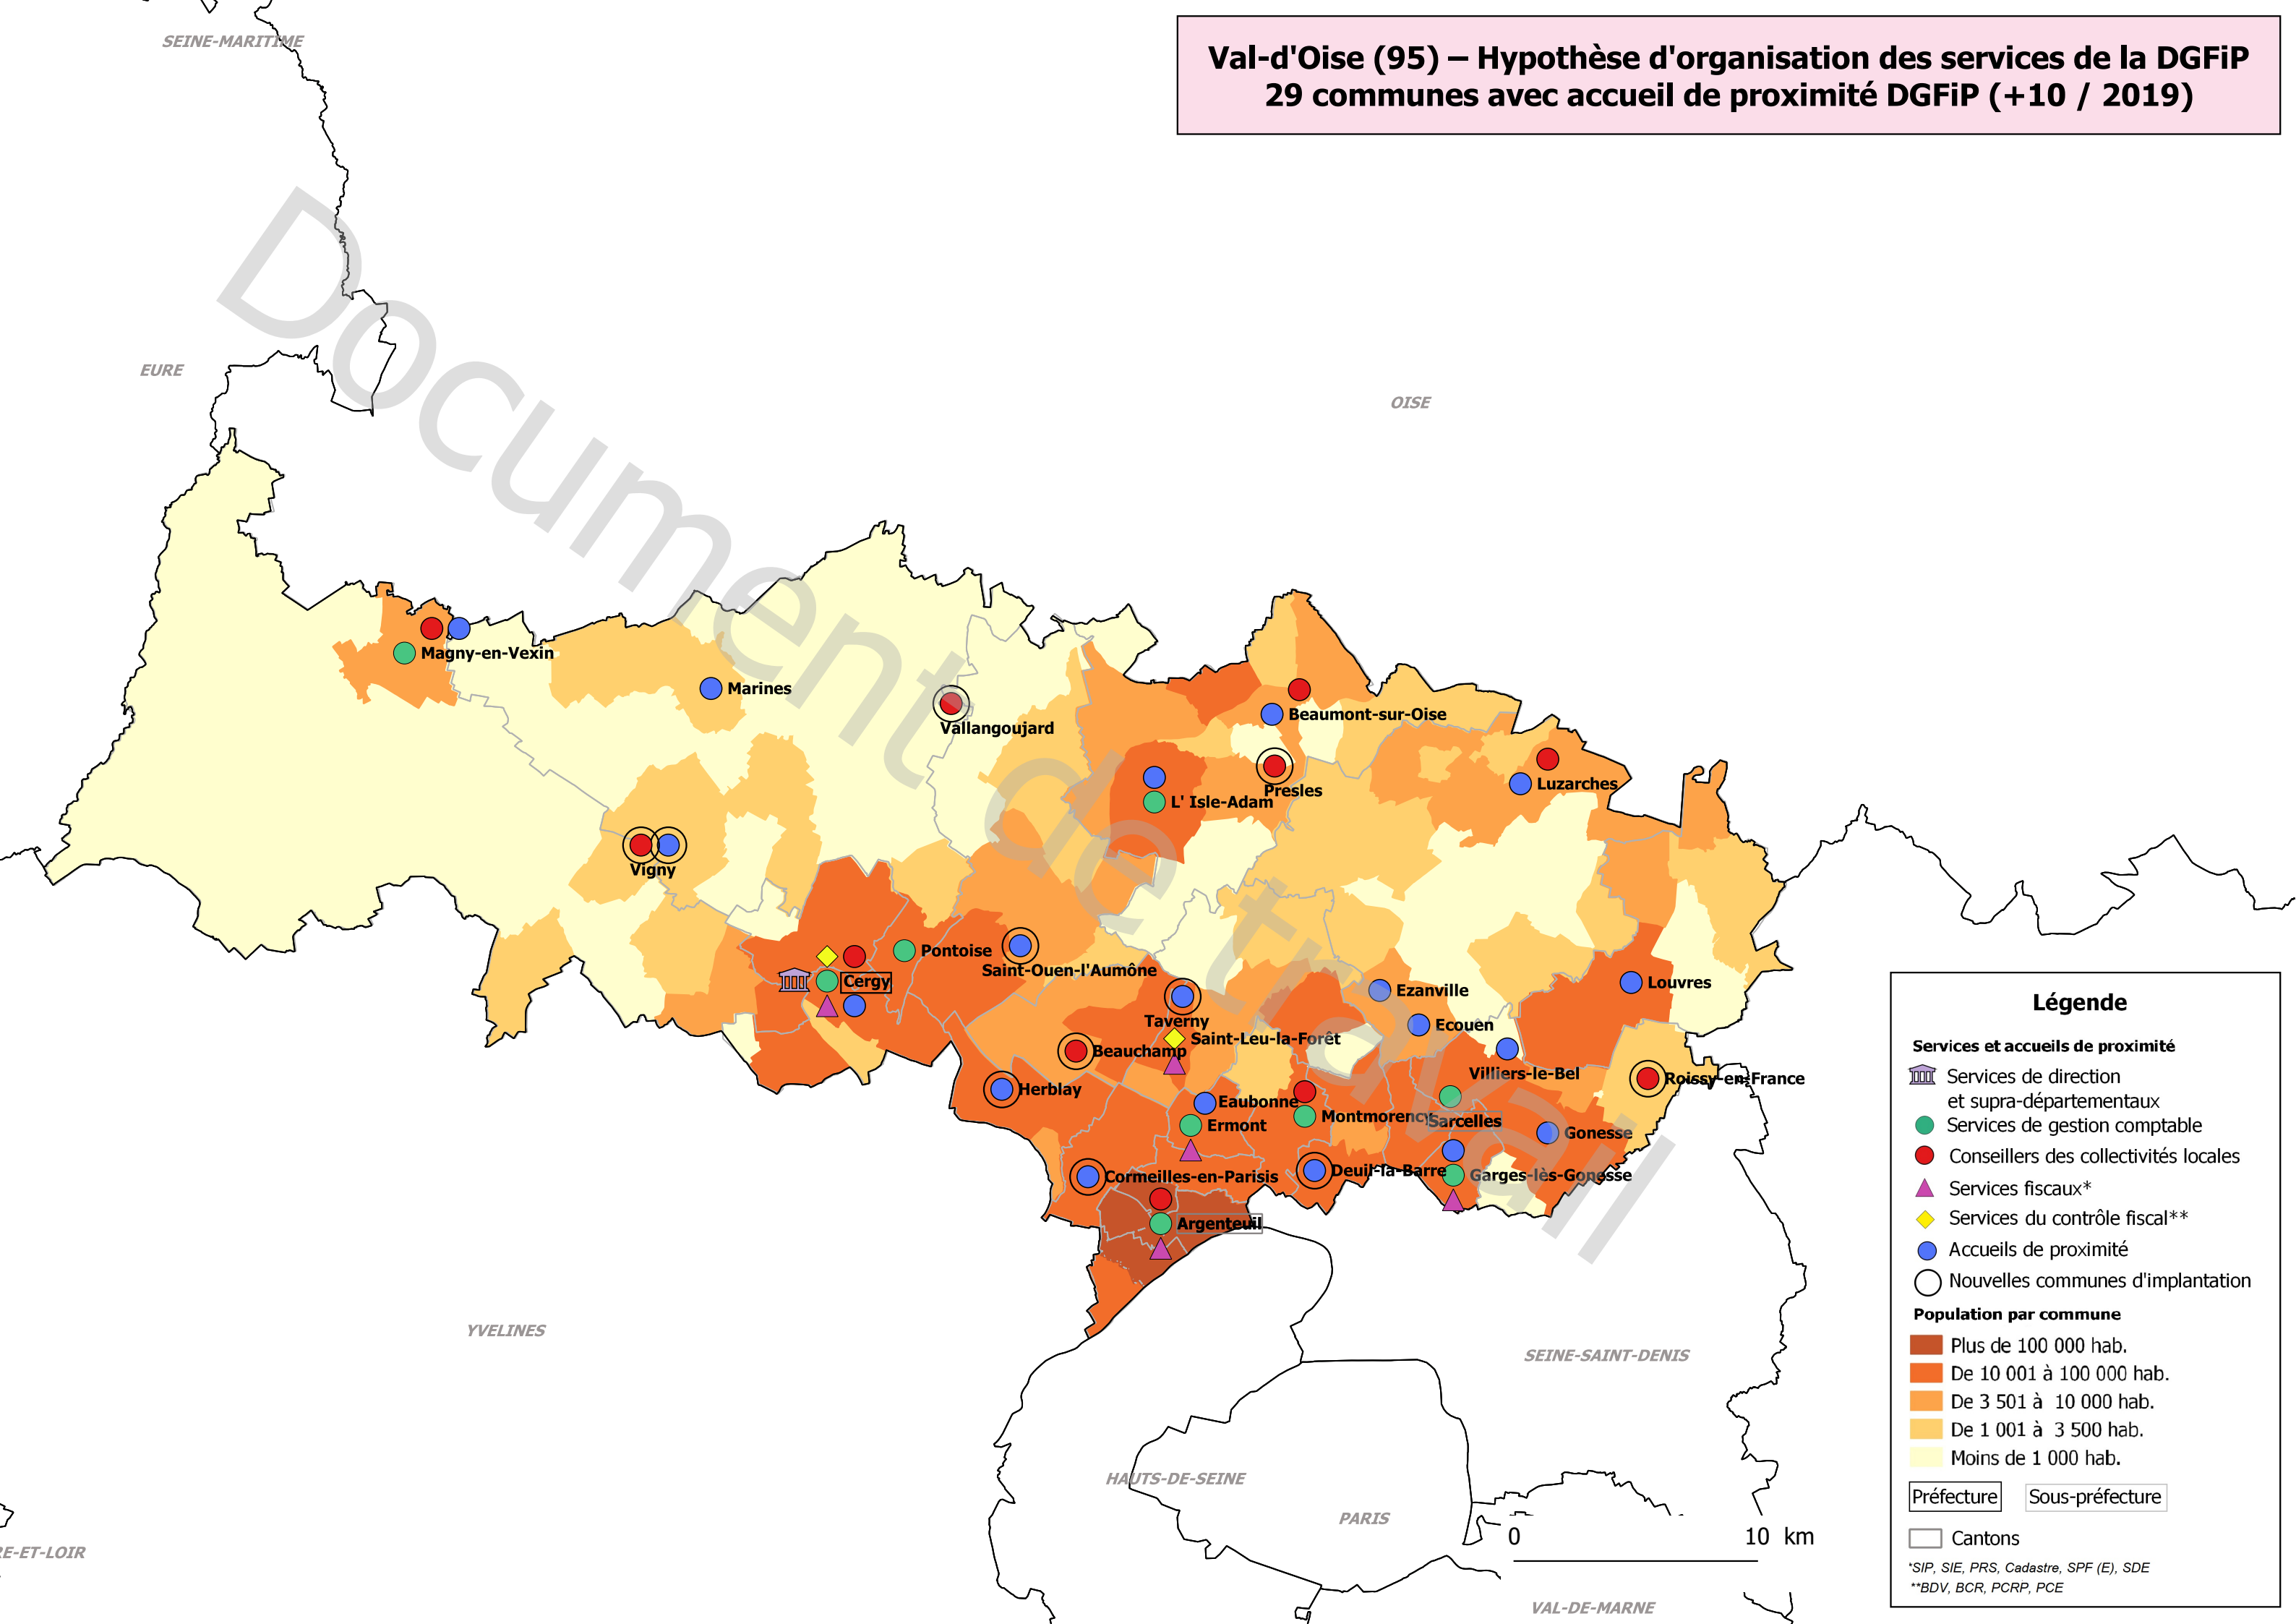 SEINE-MARITIME
Val-d'Oise (95) – Hypothèse d'organisation des services de la DGFiP
29 communes avec accueil de proximité DGFiP (+10 / 2019)
EURE
OISE
Document de travail
Magny-en-Vexin
Marines
Vallangoujard
Beaumont-sur-Oise
Luzarches
L' Isle-Adam
Presles
Vigny
Pontoise
Saint-Ouen-l'Aumône
Cergy
Ezanville
Louvres
Taverny
Ecouen
Saint-Leu-la-Forêt
Beauchamp
Villiers-le-Bel
Roissy-en-France
Herblay
Eaubonne
Montmorency
Sarcelles
Ermont
Gonesse
Deuil-la-Barre
Garges-lès-Gonesse
Cormeilles-en-Parisis
Argenteuil
YVELINES
SEINE-SAINT-DENIS
HAUTS-DE-SEINE
PARIS
RE-ET-LOIR
VAL-DE-MARNE
0 10 km
Légende
Services et accueils de proximité
Services de direction
et supra-départementaux
Services de gestion comptable
Conseillers des collectivités locales
Services fiscaux*
Services du contrôle fiscal**
Accueils de proximité
Nouvelles communes d'implantation
Population par commune
Plus de 100 000 hab.
De 10 001 à 100 000 hab.
De 3 501 à 10 000 hab.
De 1 001 à 3 500 hab.
Moins de 1 000 hab.
Préfecture
Sous-préfecture
Cantons
*SIP, SIE, PRS, Cadastre, SPF (E), SDE
**BDV, BCR, PCRP, PCE